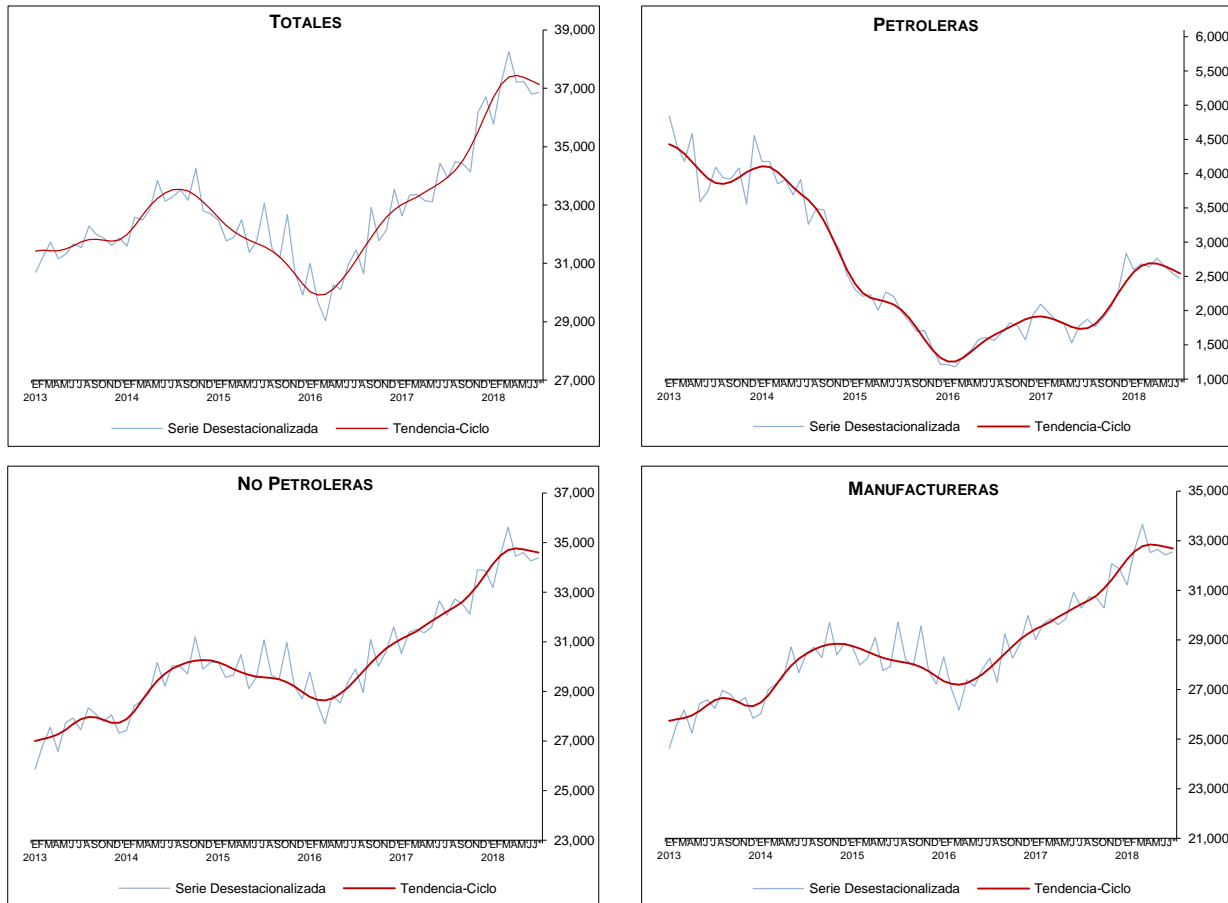 TOTALES
39,000
37,000
35,000
33,000
31,000
29,000
27,000
2013 2014 2015 2016 2017 2018
Serie Desestacionalizada Tendencia-Ciclo
PETROLERAS
6,000
5,500
5,000
4,500
4,000
3,500
3,000
2,500
2,000
1,500
1,000
2013 2014 2015 2016 2017 2018
Serie Desestacionalizada Tendencia-Ciclo
NO PETROLERAS
37,000
35,000
33,000
31,000
29,000
27,000
25,000
23,000
2013 2014 2015 2016 2017 2018
Serie Desestacionalizada Tendencia-Ciclo
MANUFACTURERAS
35,000
33,000
31,000
29,000
27,000
25,000
23,000
21,000
2013 2014 2015 2016 2017 2018
Serie Desestacionalizada Tendencia-Ciclo